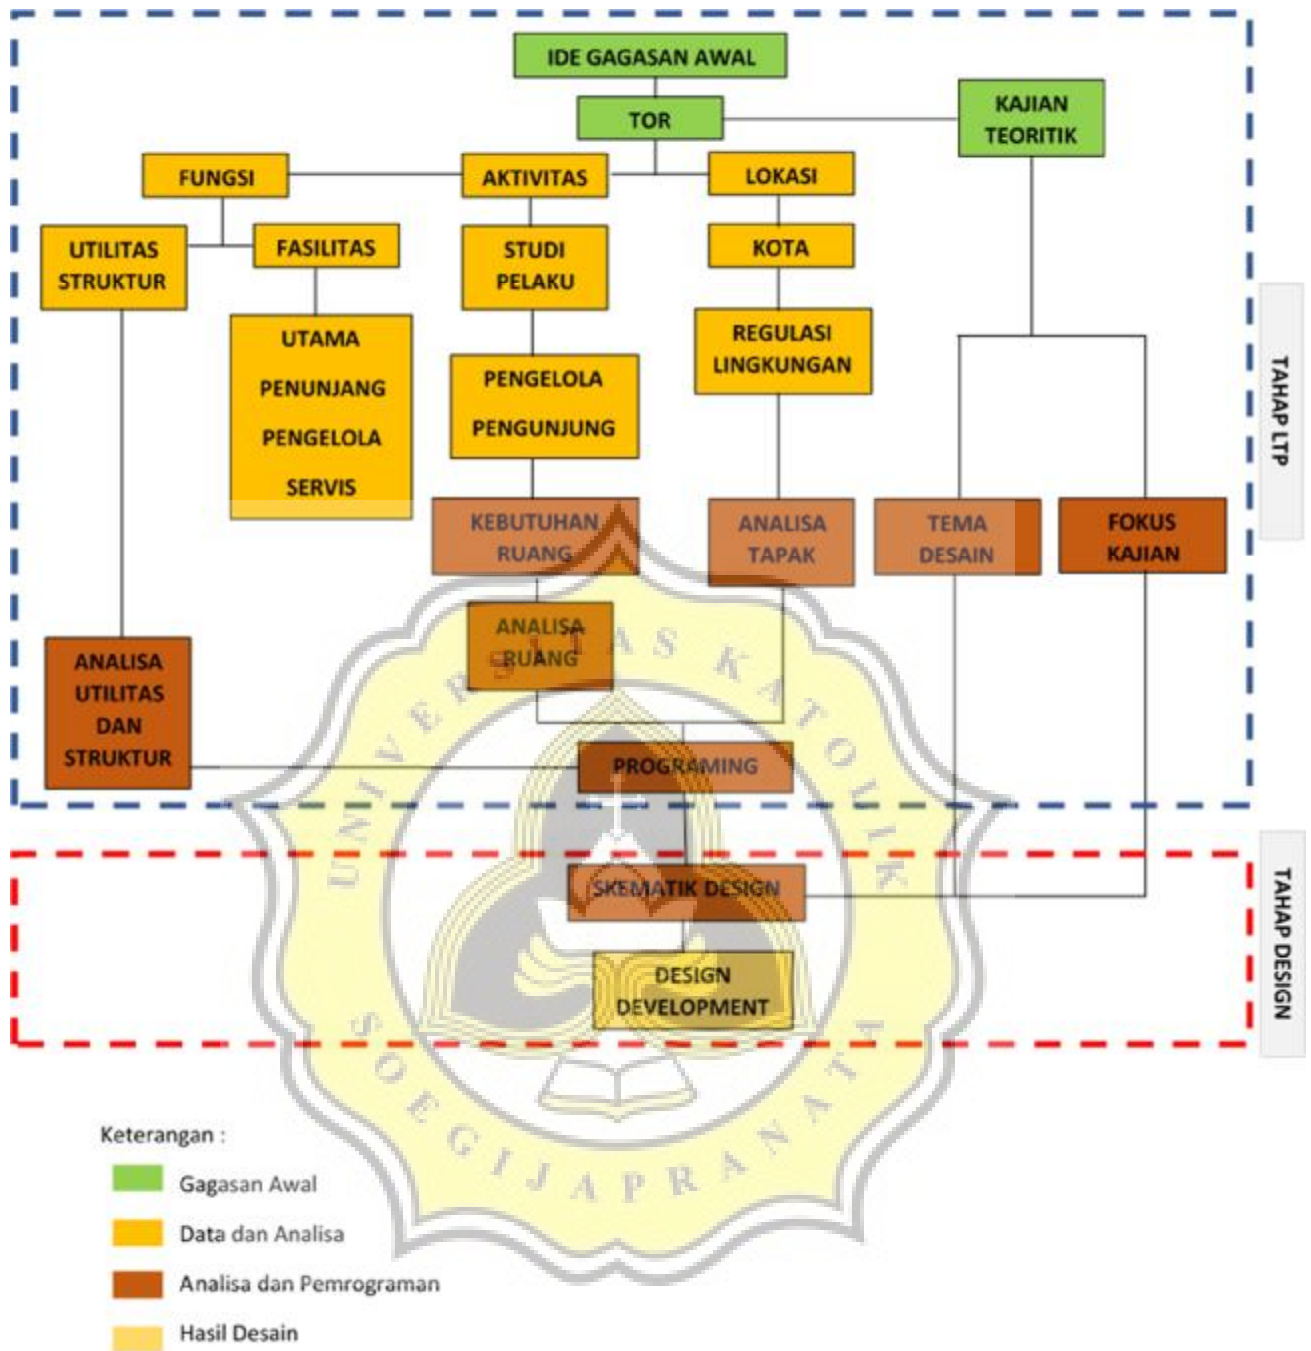 IDE GAGASAN AWAL
TOR
KAJIAN
TEORITIK
FUNGSI
AKTIVITAS
LOKASI
UTILITAS
STRUKTUR
FASILITAS
STUDI
PELAKU
KOTA
UTAMA
PENUNJANG
PENGELOLA
SERVIS
PENGELOLA
PENGUNJUNG
REGULASI
LINGKUNGAN
TAHAP LTP
KEBUTUHAN
RUANG
ANALISA
TAPAK
TEMA
DESAIN
FOKUS
KAJIAN
ANALISA
RUANG
ANALISA
UTILITAS
DAN
STRUKTUR
PROGRAMING
SKEMATIK DESIGN
DESIGN
DEVELOPMENT
TAHAP DESIGN
UNIVERSITAS KATOLIK
SOEGIJAPRANATA
Keterangan :
Gagasan Awal
Data dan Analisa
Analisa dan Pemrograman
Hasil Desain